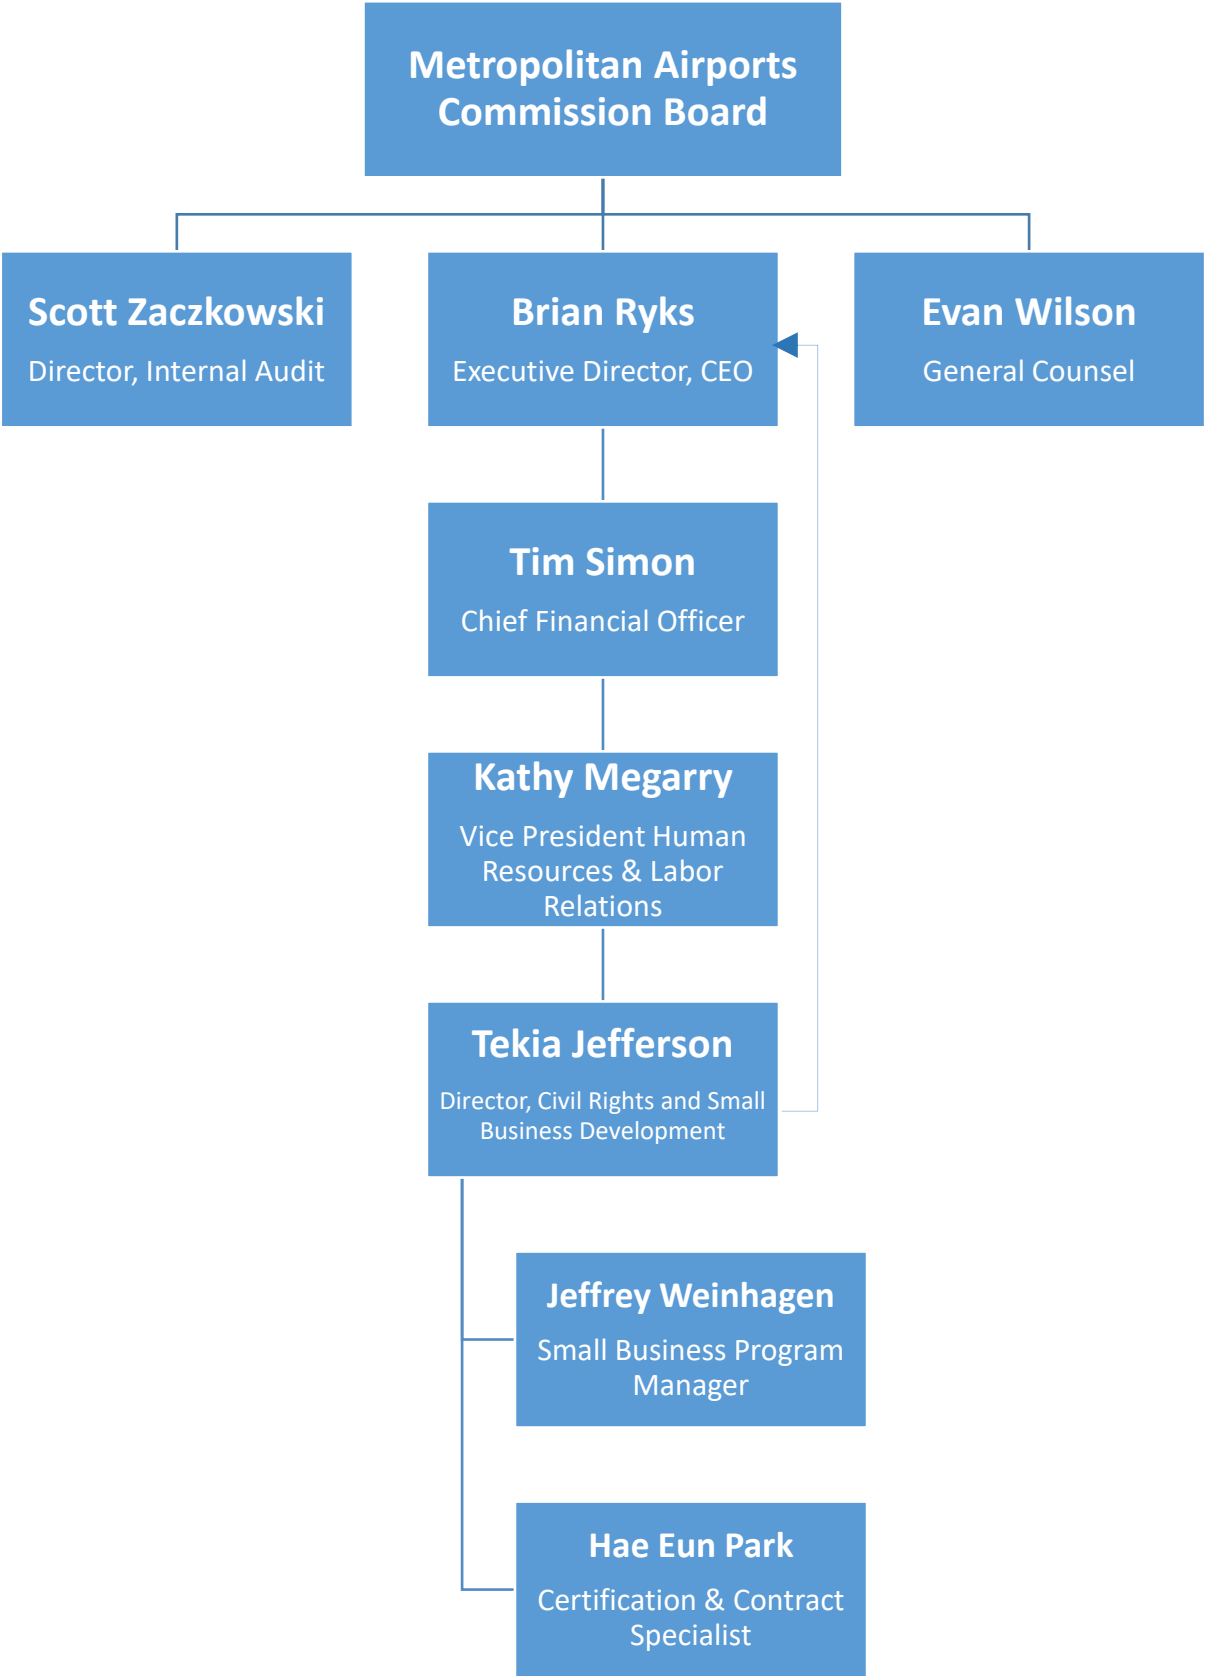 Metropolitan Airports
Commission Board
Scott Zaczkowski
Director, Internal Audit
Brian Ryks
Executive Director, CEO
Evan Wilson
General Counsel
Tim Simon
Chief Financial Officer
Kathy Megarry
Vice President Human
Resources & Labor
Relations
Tekia Jefferson
Director, Civil Rights and Small
Business Development
Jeffrey Weinhagen
Small Business Program
Manager
Hae Eun Park
Certification & Contract
Specialist